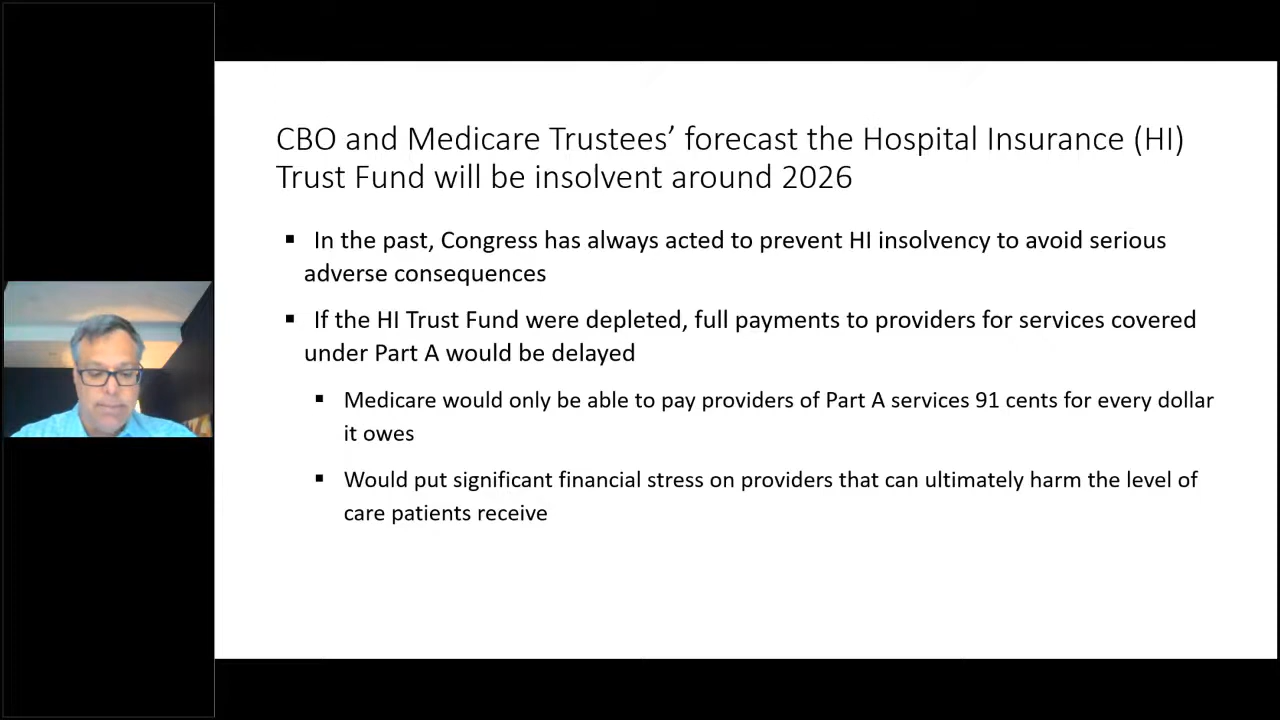 CBO and Medicare Trustees’ forecast the Hospital Insurance (HI)
Trust Fund will be insolvent around 2026
▪ In the past, Congress has always acted to prevent HI insolvency to avoid serious
adverse consequences
▪ If the HI Trust Fund were depleted, full payments to providers for services covered
under Part A would be delayed
▪ Medicare would only be able to pay providers of Part A services 91 cents for every dollar
it owes
▪ Would put significant financial stress on providers that can ultimately harm the level of
care patients receive